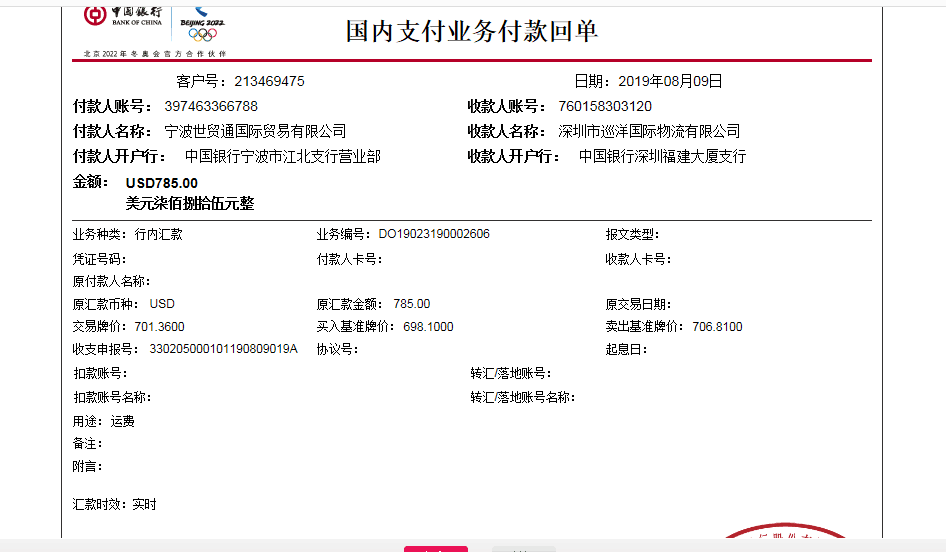 中国银行
BANK OF CHINA
BEIJING 2022
北京2022年冬奥会官方合作伙伴
国内支付业务付款回单
客户号：213469475
日期：2019年08月09日
付款人账号：397463366788
收款人账号：760158303120
付款人名称：宁波世贸通国际贸易有限公司
收款人名称：深圳市巡洋国际物流有限公司
付款人开户行：中国银行宁波市江北支行营业部
收款人开户行：中国银行深圳福建大厦支行
金额：USD785.00
美元柒佰捌拾伍元整
业务种类：行内汇款
业务编号：DO19023190002606
报文类型：
凭证号码：
付款人卡号：
收款人卡号：
原付款人名称：
原汇款币种：USD
原汇款金额：785.00
原交易日期：
交易牌价：701.3600
买入基准牌价：698.1000
卖出基准牌价：706.8100
收支申报号：330205000101190809019A
协议号：
起息日：
扣款账号：
转汇/落地账号：
扣款账号名称：
转汇/落地账号名称：
用途：运费
备注：
附言：
汇款时效：实时